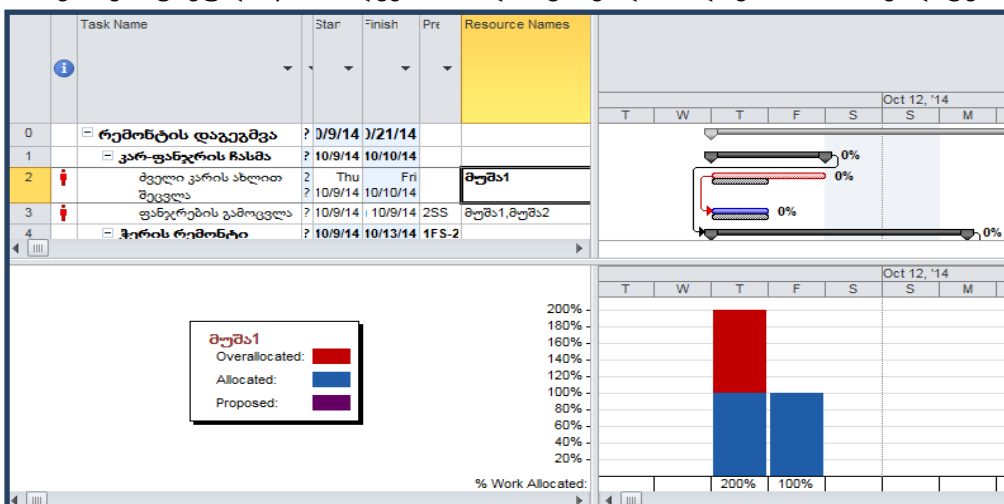 Task Name Star Finish Pre Resource Names
Oct 12, '14
T W T F S S M
0 რემონტის დაგეგმვა ? 0/9/14 0/21/14
1 კარ-ფანჯრის ჩასმა ? 10/9/14 10/10/14 0%
2 ძველი კარის ახლით შეცვლა 2 ? Thu 10/9/14 Fri 10/10/14 მუშა1 0%
3 ფანჯრების გამოცვლა ? 10/9/14 10/9/14 2SS მუშა1,მუშა2 0%
4 ჭერის რემონტი ? 10/9/14 10/13/14 1FS-2 0%
Oct 12, '14
T W T F S S M
მუშა1
Overallocated:
Allocated:
Proposed:
200%
180%
160%
140%
120%
100%
80%
60%
40%
20%
% Work Allocated: 200% 100%